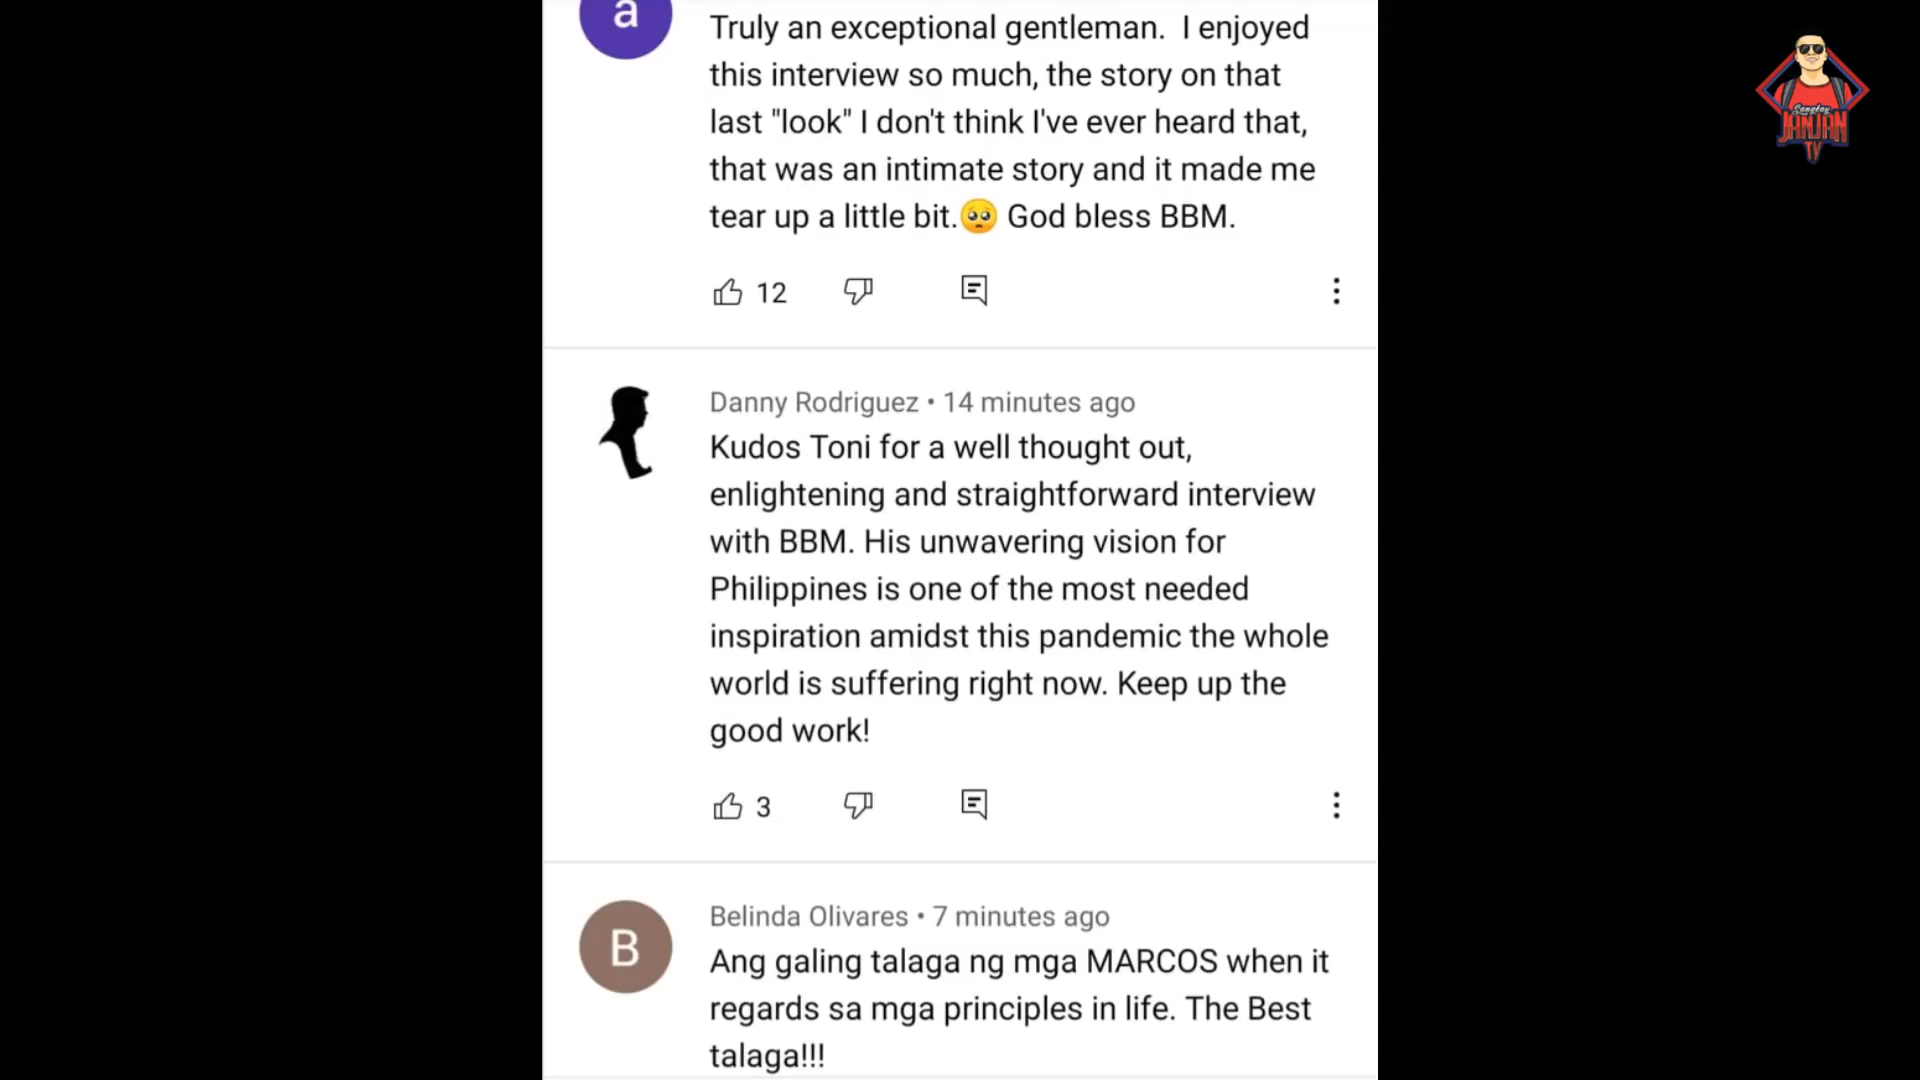 a
Truly an exceptional gentleman.  I enjoyed
this interview so much, the story on that
last "look" I don't think I've ever heard that,
that was an intimate story and it made me
tear up a little bit.🥺 God bless BBM.
12
Danny Rodriguez • 14 minutes ago
Kudos Toni for a well thought out,
enlightening and straightforward interview
with BBM. His unwavering vision for
Philippines is one of the most needed
inspiration amidst this pandemic the whole
world is suffering right now. Keep up the
good work!
3
B
Belinda Olivares • 7 minutes ago
Ang galing talaga ng mga MARCOS when it
regards sa mga principles in life. The Best
talaga!!!
Sangkay
JANJAN
TV